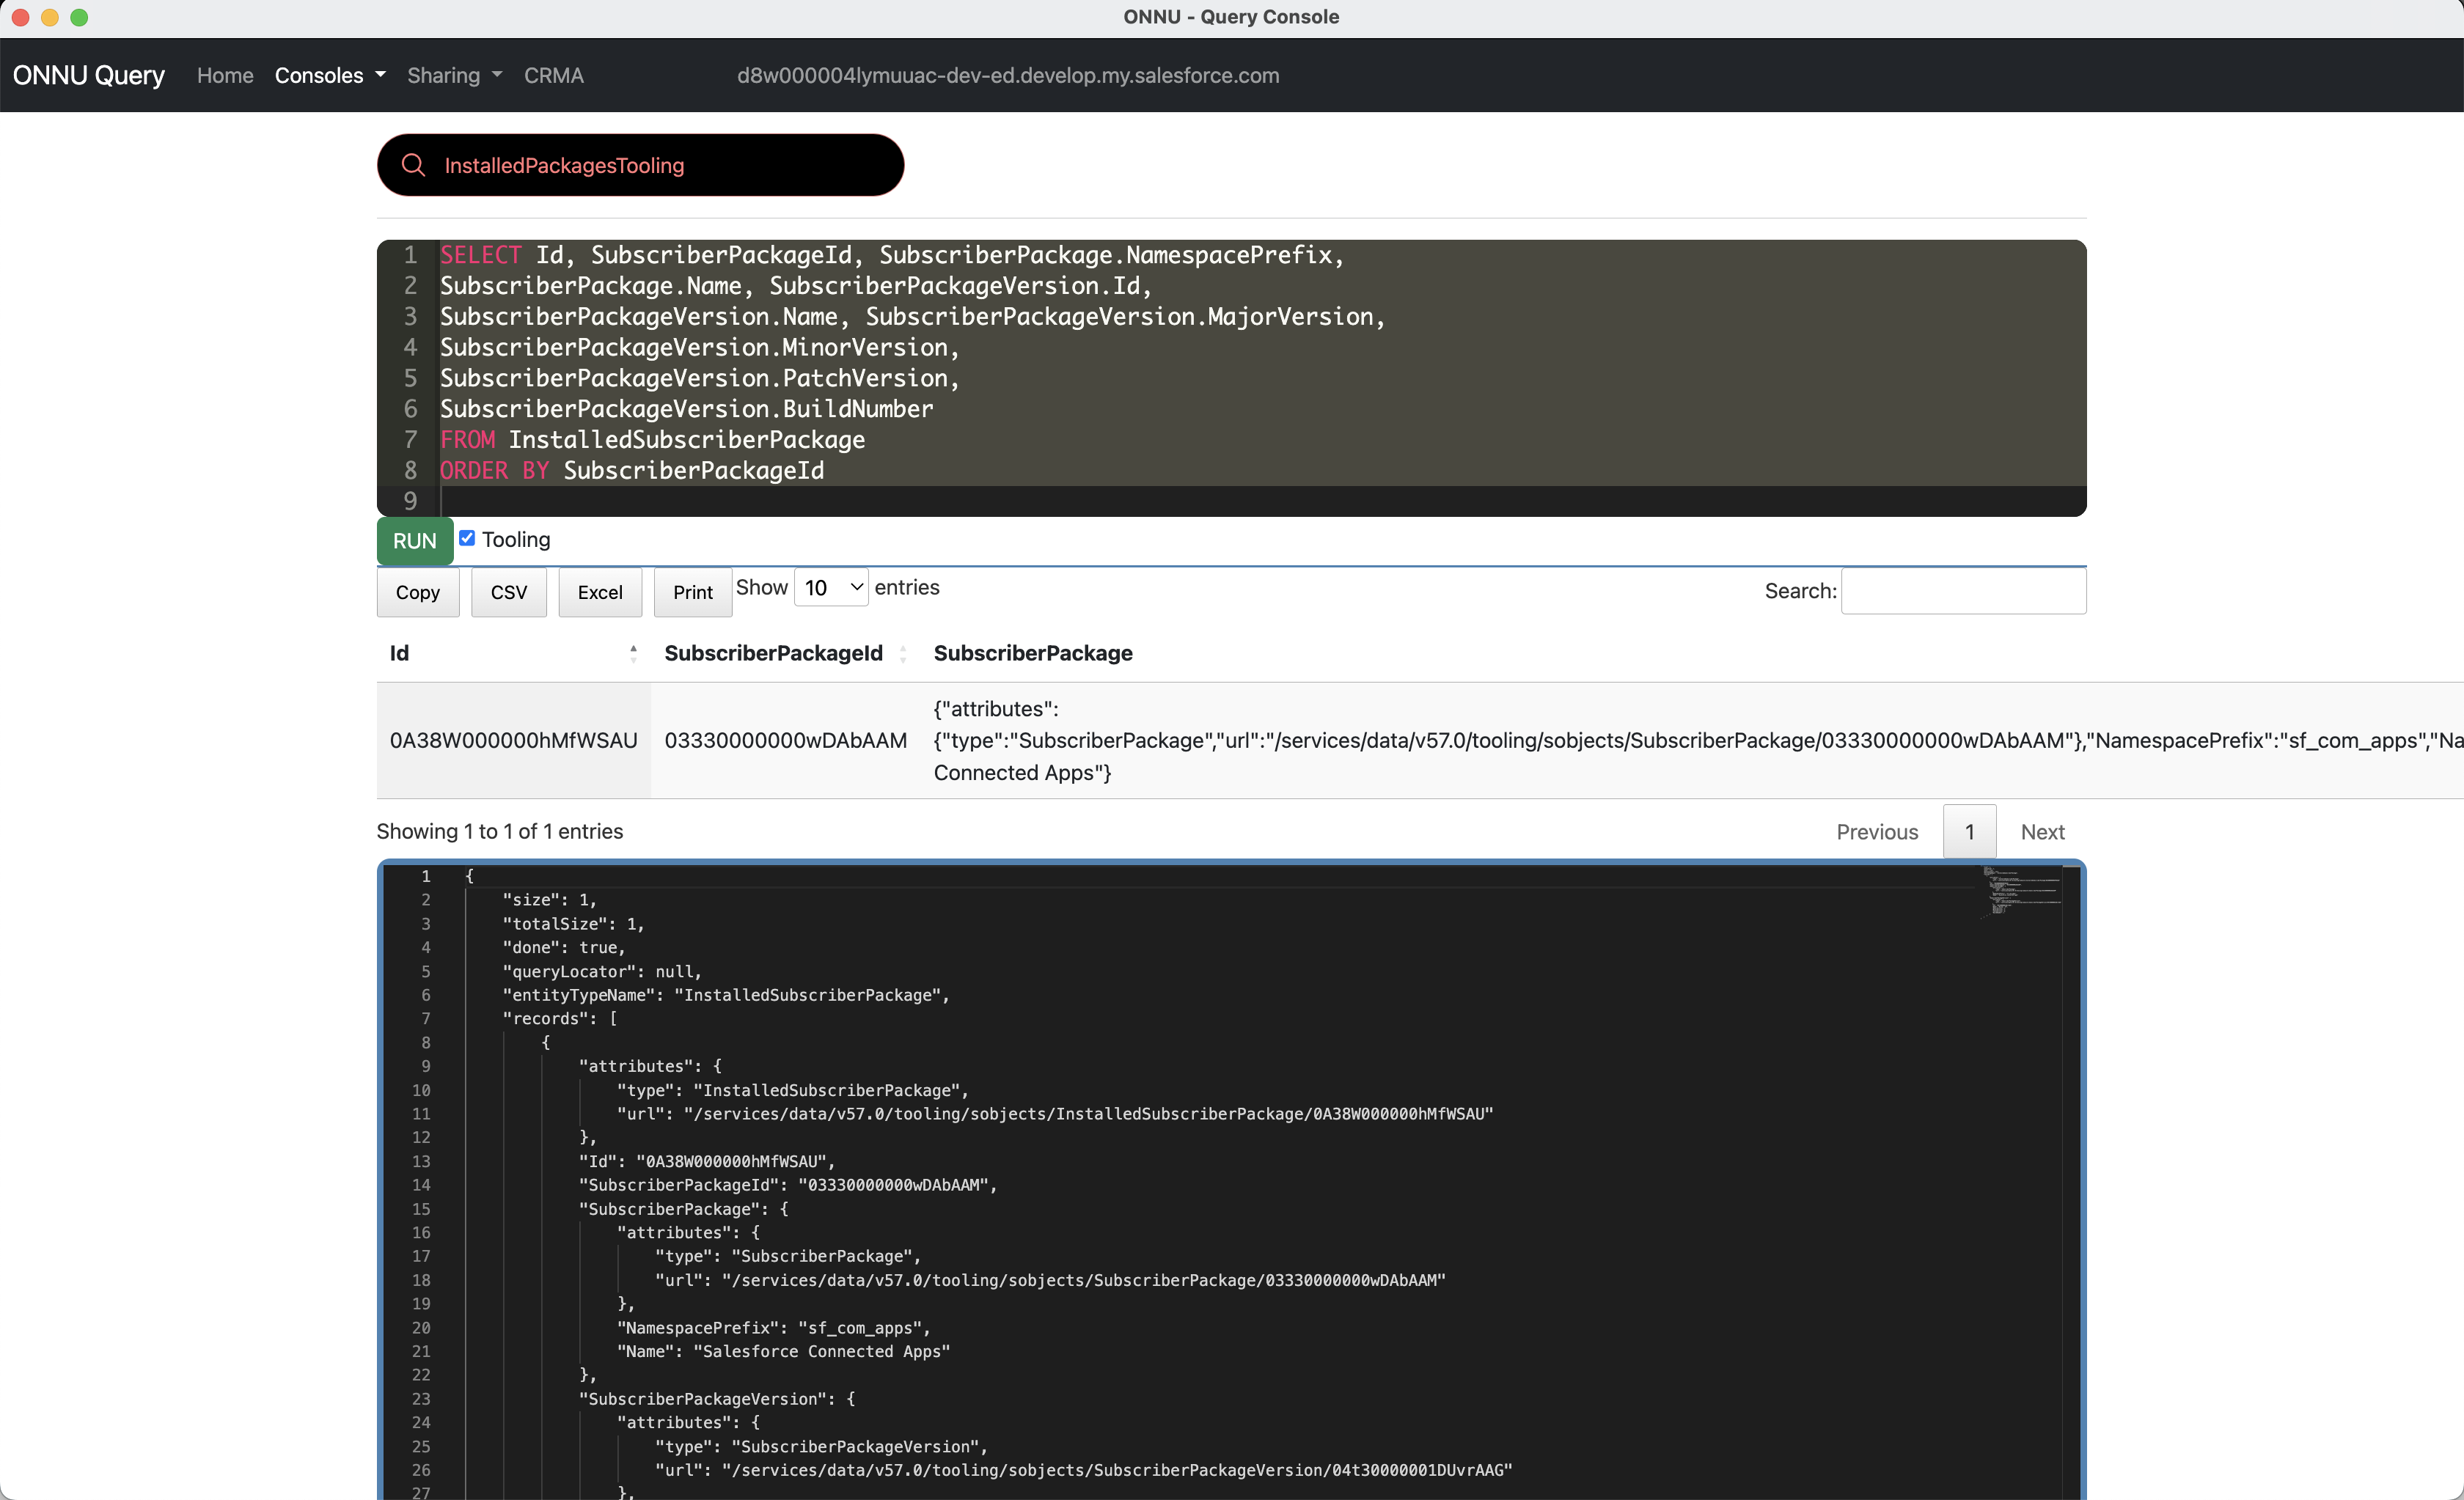 ONNU - Query Console
ONNU Query Home Consoles Sharing CRMA d8w000004lymuuac-dev-ed.develop.my.salesforce.com
InstalledPackagesTooling
1 SELECT Id, SubscriberPackageId, SubscriberPackage.NamespacePrefix,
2 SubscriberPackage.Name, SubscriberPackageVersion.Id,
3 SubscriberPackageVersion.Name, SubscriberPackageVersion.MajorVersion,
4 SubscriberPackageVersion.MinorVersion,
5 SubscriberPackageVersion.PatchVersion,
6 SubscriberPackageVersion.BuildNumber
7 FROM InstalledSubscriberPackage
8 ORDER BY SubscriberPackageId
9
RUN Tooling
Copy CSV Excel Print Show 10 entries Search:
Id SubscriberPackageId SubscriberPackage
{"attributes":
0A38W000000hMfWSAU 03330000000wDAbAAM {"type":"SubscriberPackage","url":"/services/data/v57.0/tooling/sobjects/SubscriberPackage/03330000000wDAbAAM"},"NamespacePrefix":"sf_com_apps","Na
Connected Apps"}
Showing 1 to 1 of 1 entries Previous 1 Next
1 {
2 "size": 1,
3 "totalSize": 1,
4 "done": true,
5 "queryLocator": null,
6 "entityTypeName": "InstalledSubscriberPackage",
7 "records": [
8 {
9 "attributes": {
10 "type": "InstalledSubscriberPackage",
11 "url": "/services/data/v57.0/tooling/sobjects/InstalledSubscriberPackage/0A38W000000hMfWSAU"
12 },
13 "Id": "0A38W000000hMfWSAU",
14 "SubscriberPackageId": "03330000000wDAbAAM",
15 "SubscriberPackage": {
16 "attributes": {
17 "type": "SubscriberPackage",
18 "url": "/services/data/v57.0/tooling/sobjects/SubscriberPackage/03330000000wDAbAAM"
19 },
20 "NamespacePrefix": "sf_com_apps",
21 "Name": "Salesforce Connected Apps"
22 },
23 "SubscriberPackageVersion": {
24 "attributes": {
25 "type": "SubscriberPackageVersion",
26 "url": "/services/data/v57.0/tooling/sobjects/SubscriberPackageVersion/04t30000001DUvrAAG"
27 },